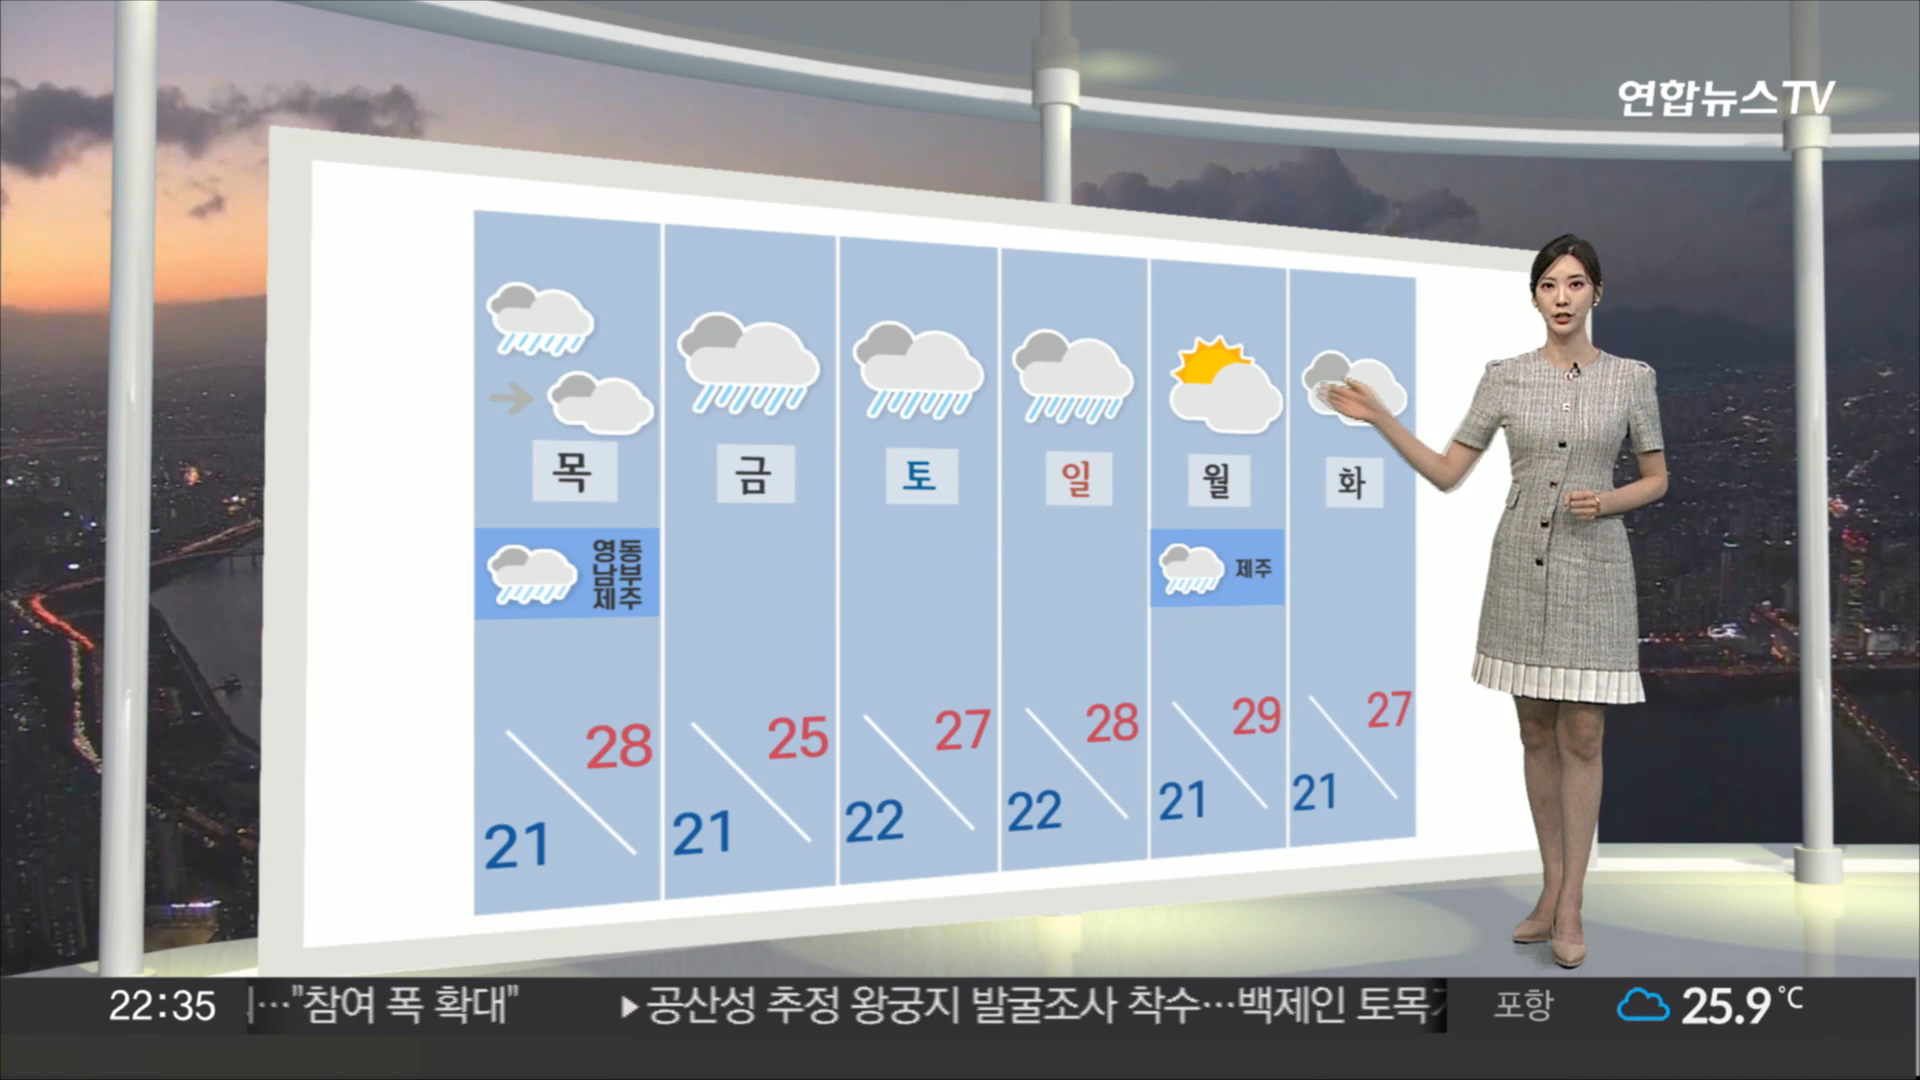 연합뉴스TV
목
금
토
일
월
화
영동
남부
제주
제주
28
21
25
21
27
22
28
22
29
21
27
21
22:35
…"참여 폭 확대"
▶공산성 추정 왕궁지 발굴조사 착수…백제인 토목
포항
25.9℃